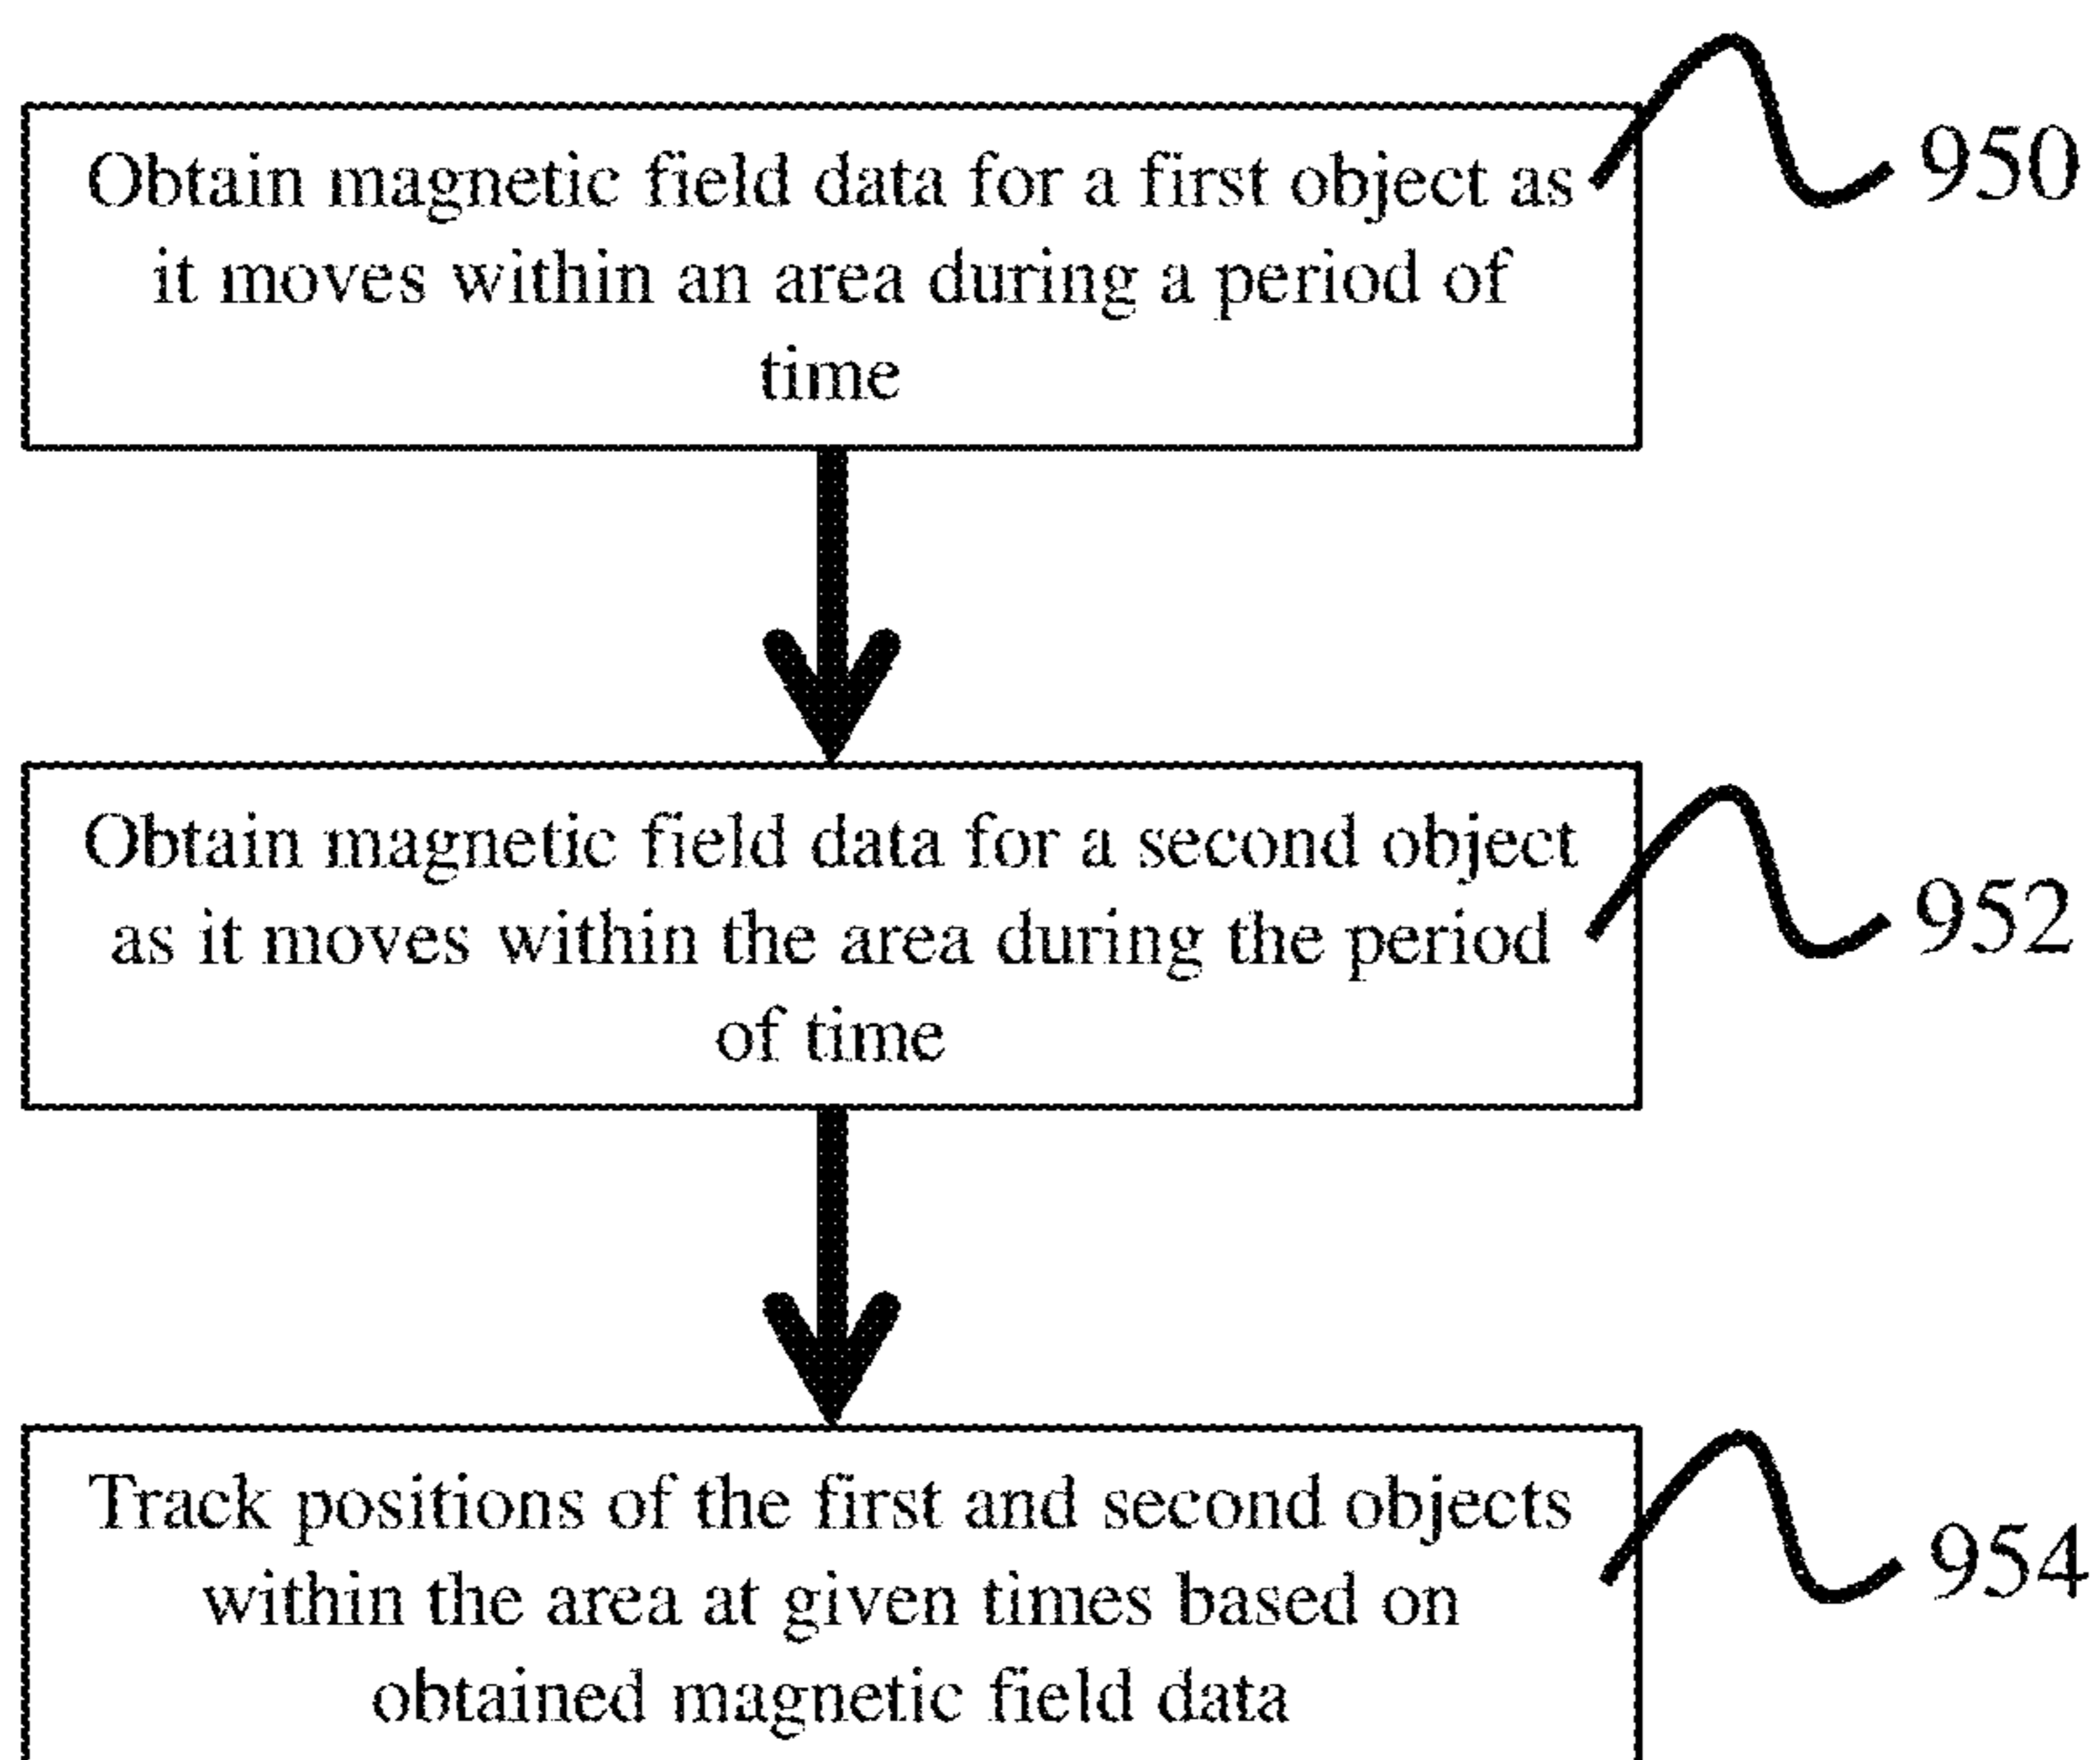 Obtain magnetic field data for a first object as
it moves within an area during a period of
time
950
Obtain magnetic field data for a second object
as it moves within the area during the period
of time
952
Track positions of the first and second objects
within the area at given times based on
obtained magnetic field data
954